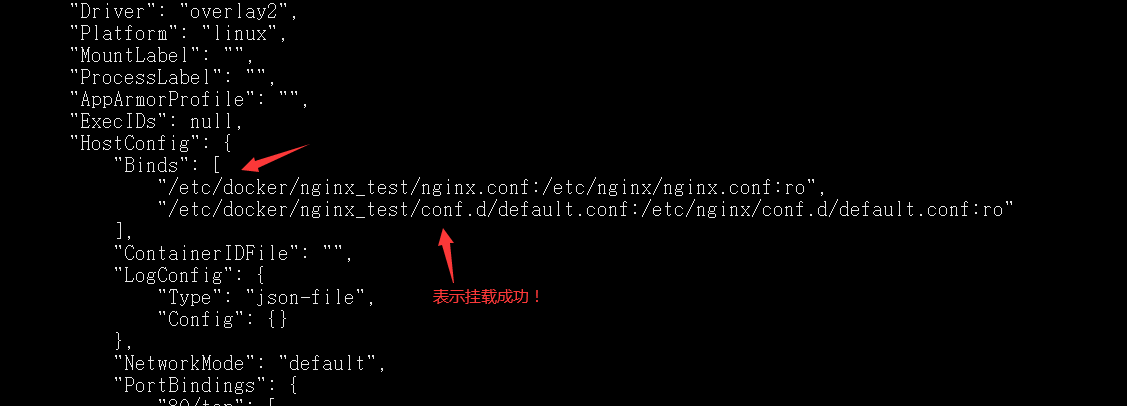 "Driver": "overlay2",
"Platform": "linux",
"MountLabel": "",
"ProcessLabel": "",
"AppArmorProfile": "",
"ExecIDs": null,
"HostConfig": {
"Binds": [
"/etc/docker/nginx_test/nginx.conf:/etc/nginx/nginx.conf:ro",
"/etc/docker/nginx_test/conf.d/default.conf:/etc/nginx/conf.d/default.conf:ro"
],
"ContainerIDFile": "",
"LogConfig": {
"Type": "json-file",
表示挂载成功！
"Config": {}
},
"NetworkMode": "default",
"PortBindings": {
"80/tcp": [